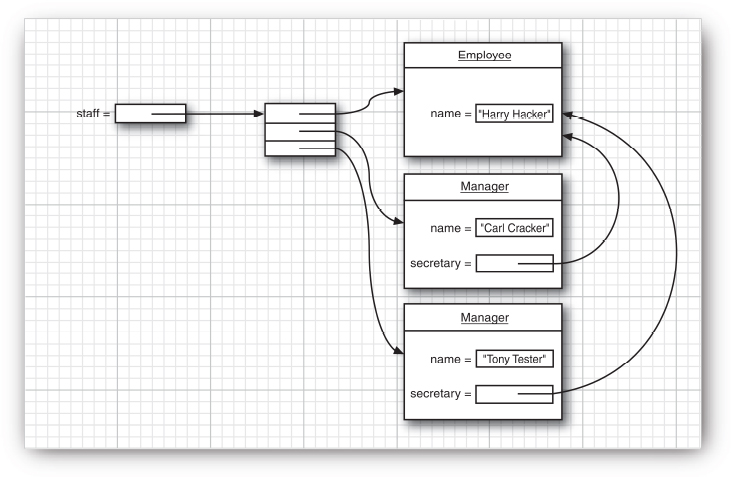 Employee
staff =
name = "Harry Hacker"
Manager
name = "Carl Cracker"
secretary =
Manager
name = "Tony Tester"
secretary =